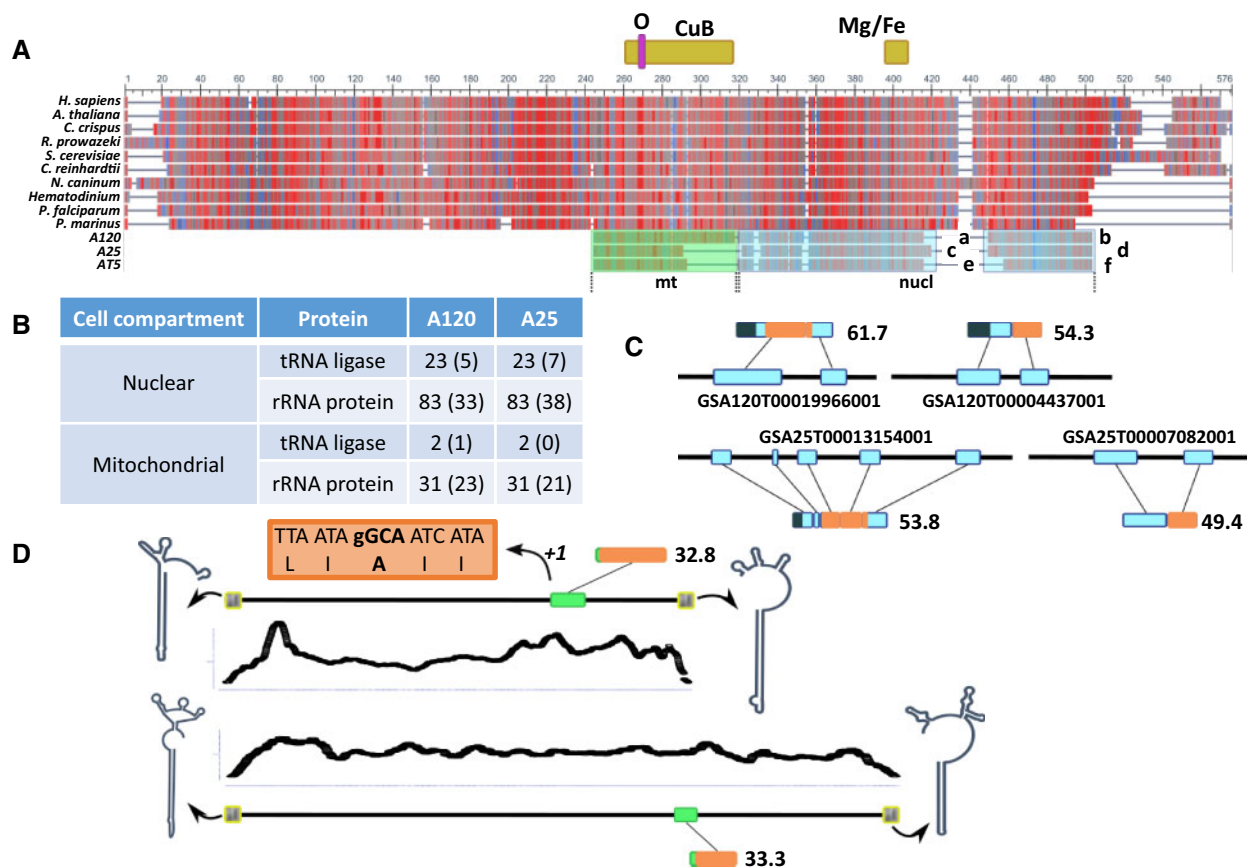 A
O
CuB
Mg/Fe
1 20 40 60 80 100 120 140 160 180 200 220 240 260 280 300 320 340 360 380 400 420 440 460 480 500 520 540 576
H. sapiens
A. thaliana
C. crispus
R. prowazeki
S. cerevisiae
C. reinhardtii
N. caninum
Hematodinium
P. falciparum
P. marinus
A120 a b
A25 c d
AT5 e f
mt nucl
B
Cell compartment Protein A120 A25
Nuclear
tRNA ligase 23 (5) 23 (7)
rRNA protein 83 (33) 83 (38)
Mitochondrial
tRNA ligase 2 (1) 2 (0)
rRNA protein 31 (23) 31 (21)
C
61.7 54.3
GSA120T00019966001 GSA120T00004437001
GSA25T00013154001 GSA25T00007082001
53.8 49.4
D
TTA ATA gGCA ATC ATA
L I A I I
+1
32.8
33.3